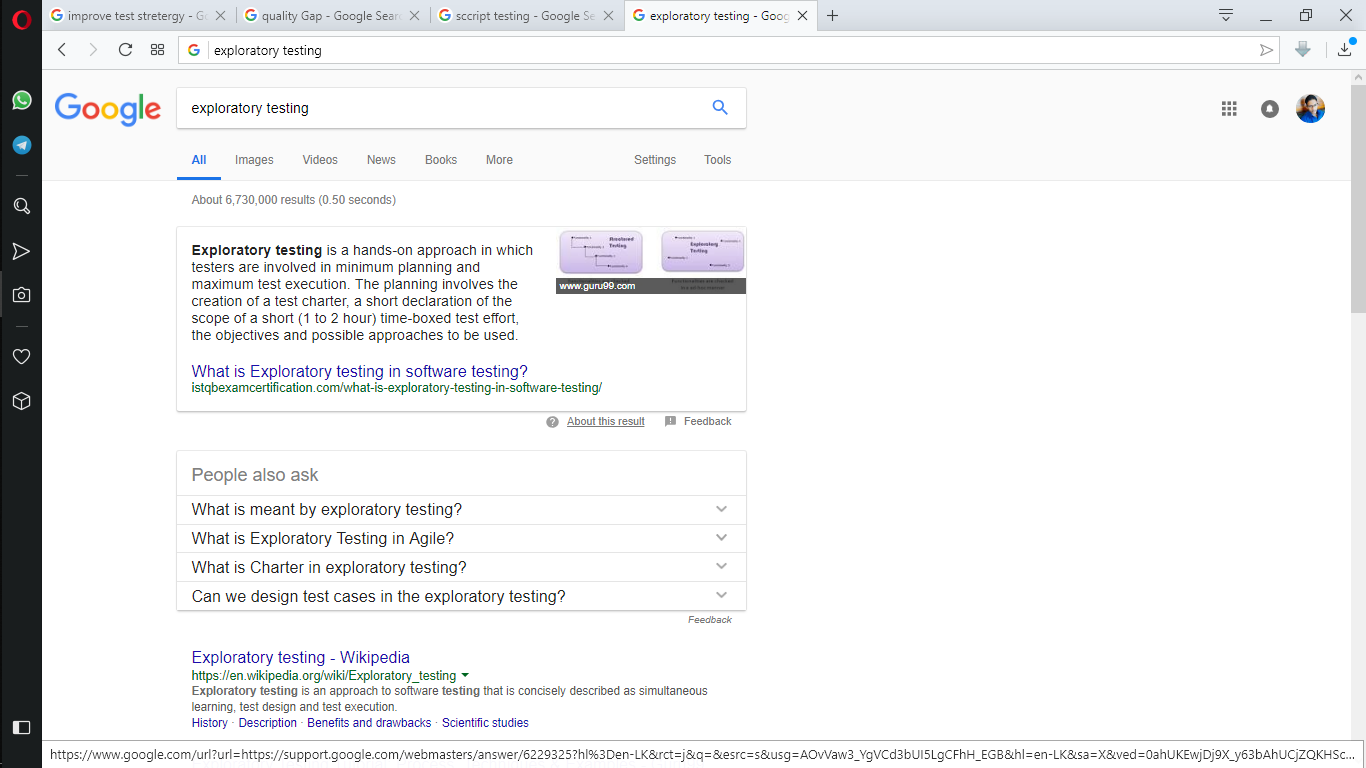 improve test stretergy - Go
quality Gap - Google Sear
sccript testing - Google Se
exploratory testing - Goog
exploratory testing
Google
exploratory testing
All Images Videos News Books More Settings Tools
About 6,730,000 results (0.50 seconds)
Exploratory testing is a hands-on approach in which
testers are involved in minimum planning and
maximum test execution. The planning involves the
creation of a test charter, a short declaration of the
scope of a short (1 to 2 hour) time-boxed test effort,
the objectives and possible approaches to be used.
Structured
Testing
Exploratory
Testing
www.guru99.com
What is Exploratory testing in software testing?
istqbexamcertification.com/what-is-exploratory-testing-in-software-testing/
About this result Feedback
People also ask
What is meant by exploratory testing?
What is Exploratory Testing in Agile?
What is Charter in exploratory testing?
Can we design test cases in the exploratory testing?
Feedback
Exploratory testing - Wikipedia
https://en.wikipedia.org/wiki/Exploratory_testing
Exploratory testing is an approach to software testing that is concisely described as simultaneous
learning, test design and test execution.
History · Description · Benefits and drawbacks · Scientific studies
https://www.google.com/url?url=https://support.google.com/webmasters/answer/6229325?hl%3Den-LK&rct=j&q=&esrc=s&usg=AOvVaw3_YgVCd3bUI5LgCFhH_EGB&hl=en-LK&sa=X&ved=0ahUKEwjDj9X_y63bAhUCjZQKHSc...